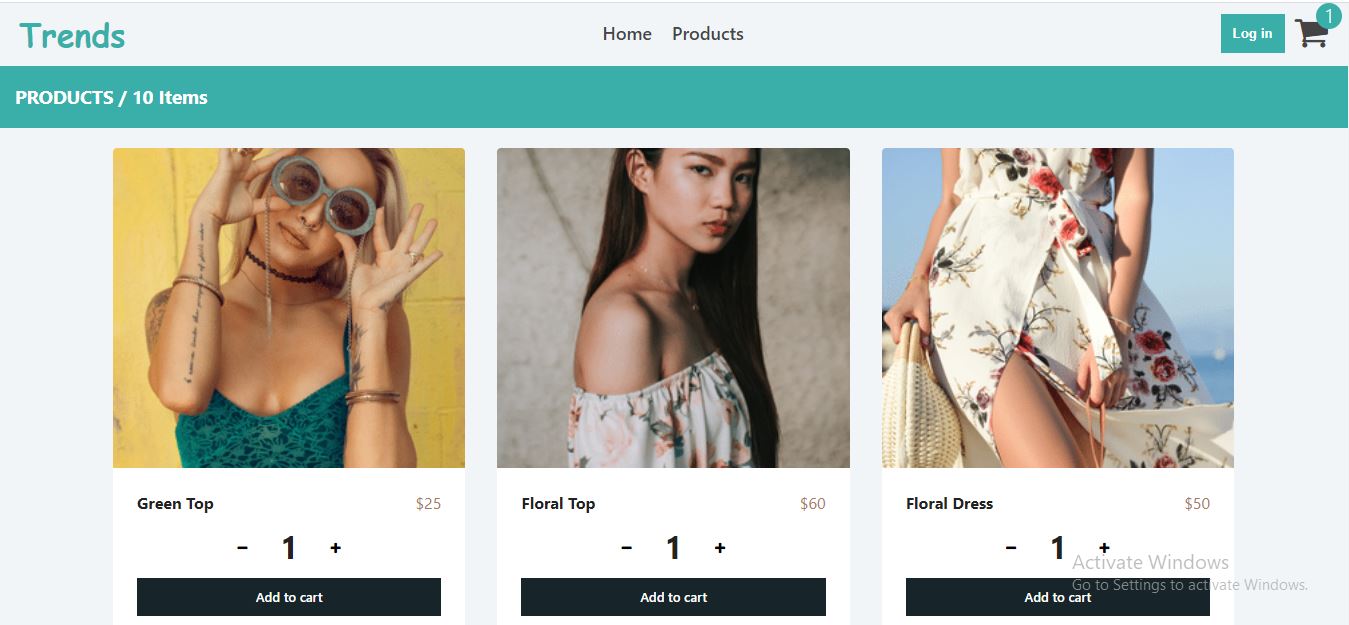 Trends
Home Products
Log in
1
PRODUCTS / 10 Items
Green Top $25
− 1 +
Add to cart
Floral Top $60
− 1 +
Add to cart
Floral Dress $50
− 1 +
Add to cart
Activate Windows
Go to Settings to activate Windows.